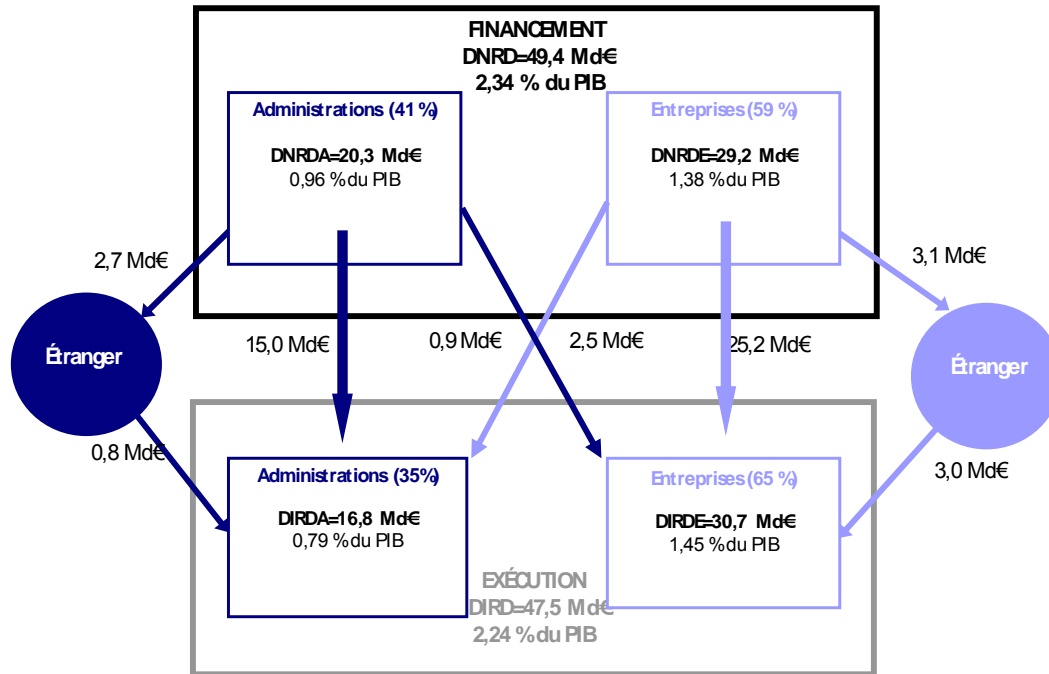 FINANCEMENT
DNRD=49,4 Md€
2,34 % du PIB
Administrations (41 %)
DNRDA=20,3 Md€
0,96 % du PIB
Entreprises (59 %)
DNRDE=29,2 Md€
1,38 % du PIB
2,7 Md€
3,1 Md€
15,0 Md€
0,9 Md€
2,5 Md€
25,2 Md€
Étranger
Étranger
0,8 Md€
3,0 Md€
Administrations (35%)
DIRDA=16,8 Md€
0,79 % du PIB
Entreprises (65 %)
DIRDE=30,7 Md€
1,45 % du PIB
EXÉCUTION
DIRD=47,5 Md€
2,24 % du PIB